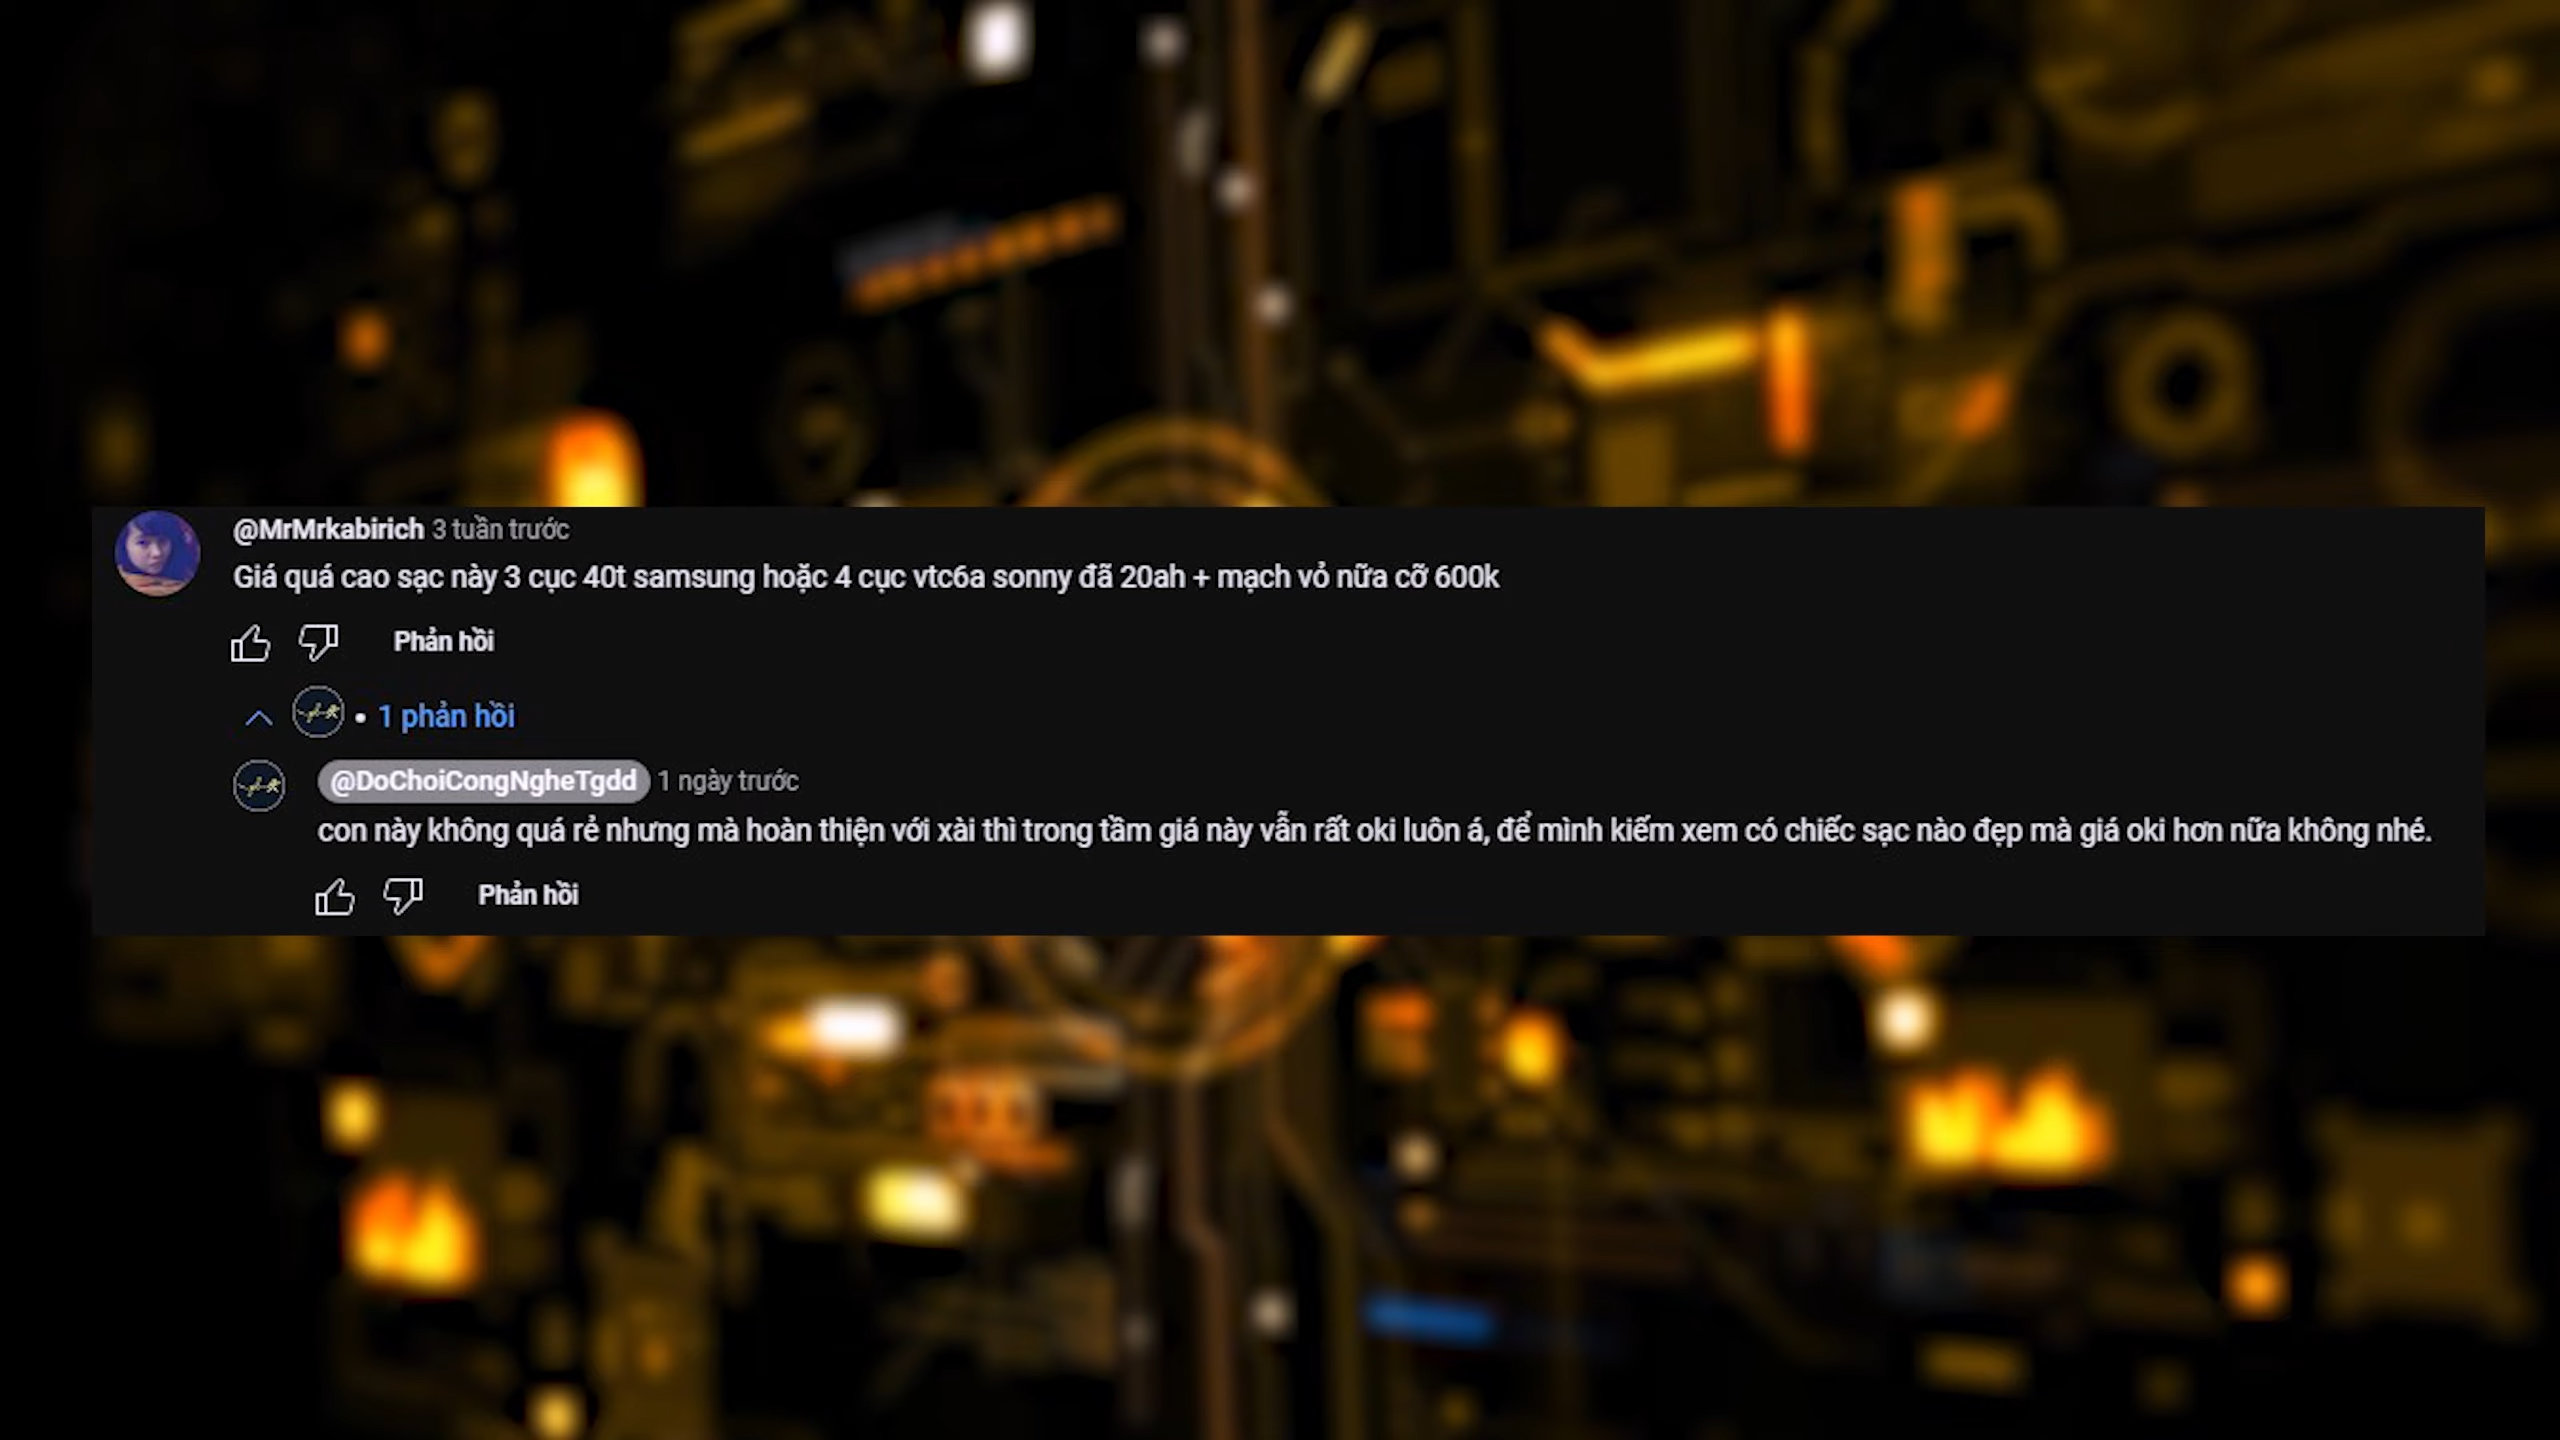 @MrMrkabirich 3 tuần trước
Giá quá cao sạc này 3 cục 40t samsung hoặc 4 cục vtc6a sonny đã 20ah + mạch vỏ nữa cỡ 600k
Phản hồi
1 phản hồi
@DoChoiCongNgheTgdd 1 ngày trước
con này không quá rẻ nhưng mà hoàn thiện với xài thì trong tầm giá này vẫn rất oki luôn á, để mình kiếm xem có chiếc sạc nào đẹp mà giá oki hơn nữa không nhé.
Phản hồi